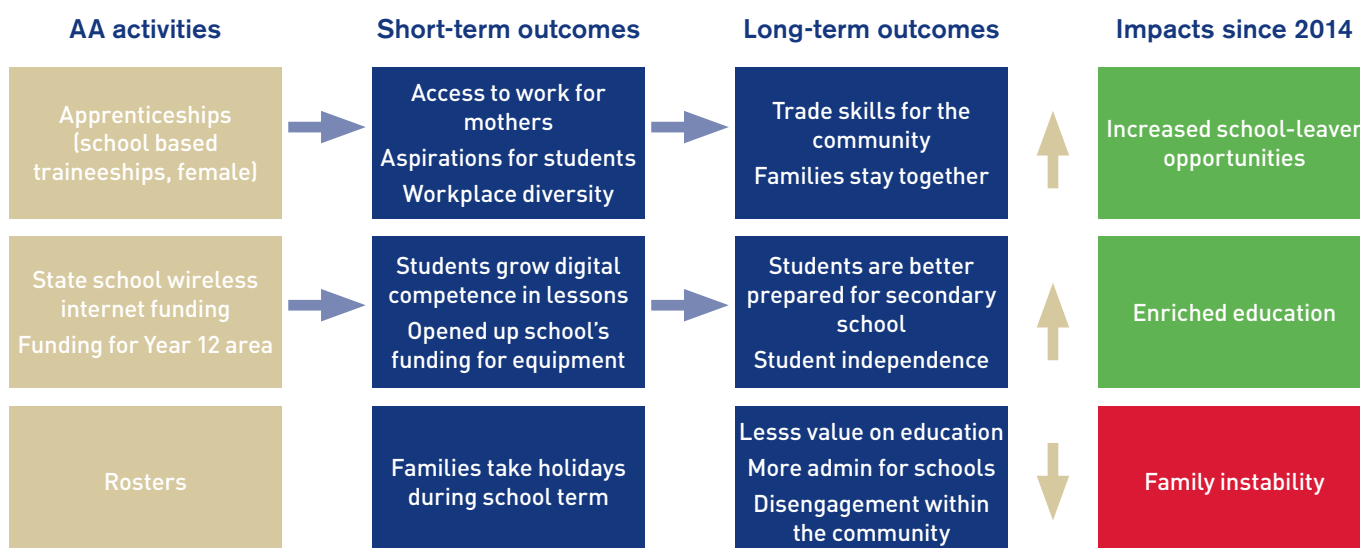 AA activities
Short-term outcomes
Long-term outcomes
Impacts since 2014
Apprenticeships
(school based
traineeships, female)
Access to work for
mothers
Aspirations for students
Workplace diversity
Trade skills for the
community
Families stay together
Increased school-leaver
opportunities
State school wireless
internet funding
Funding for Year 12 area
Students grow digital
competence in lessons
Opened up school's
funding for equipment
Students are better
prepared for secondary
school
Student independence
Enriched education
Rosters
Families take holidays
during school term
Lesss value on education
More admin for schools
Disengagement within
the community
Family instability